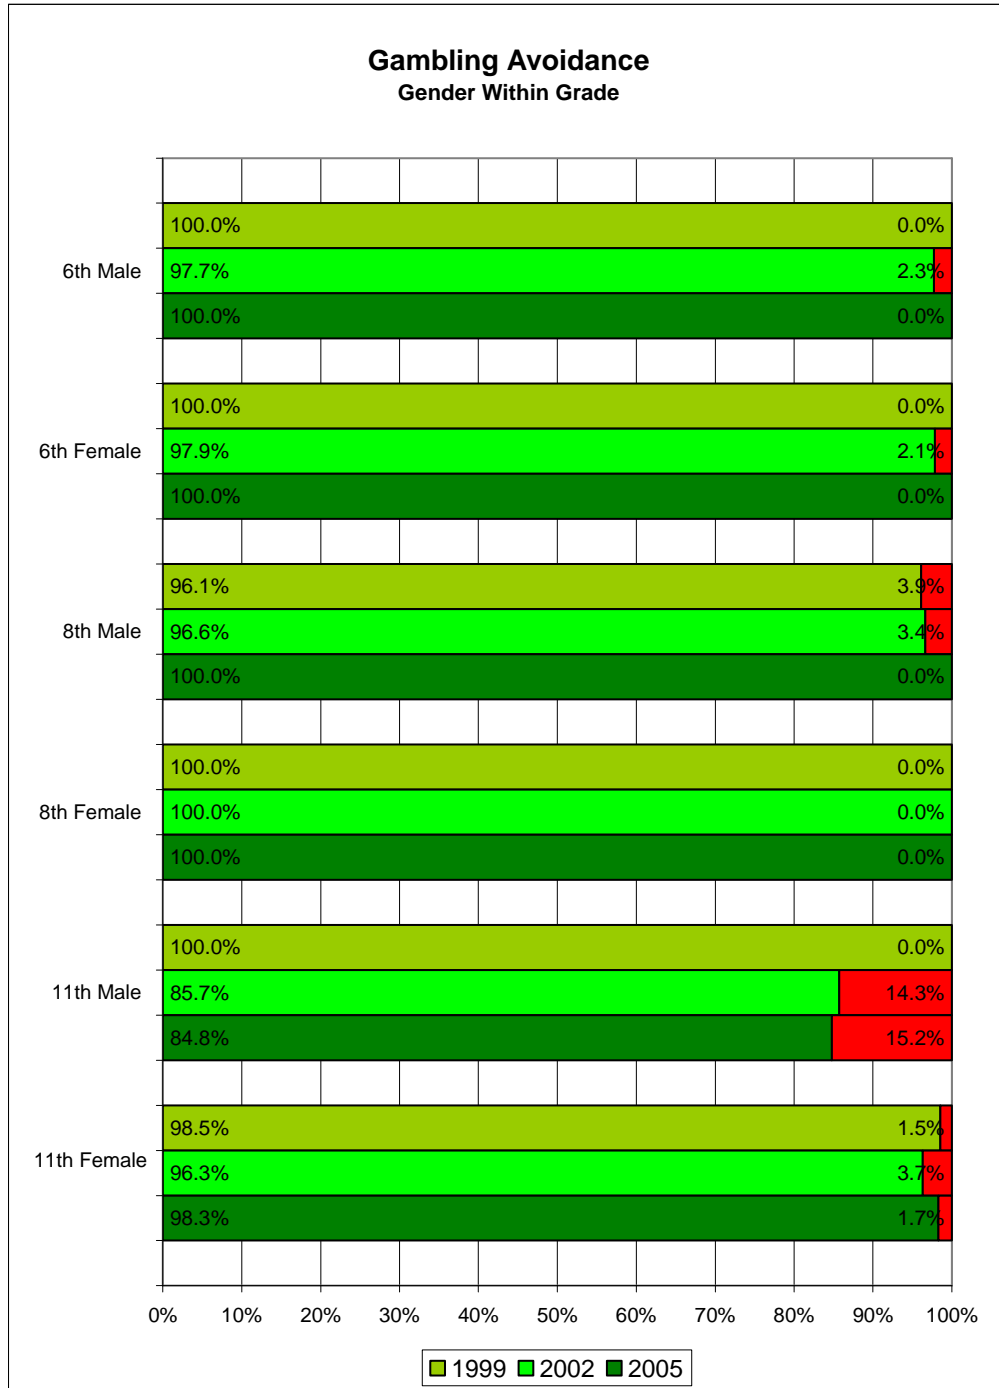 Gambling Avoidance
Gender Within Grade
100.0% 0.0%
6th Male 97.7% 2.3%
100.0% 0.0%
100.0% 0.0%
6th Female 97.9% 2.1%
100.0% 0.0%
96.1% 3.9%
8th Male 96.6% 3.4%
100.0% 0.0%
100.0% 0.0%
8th Female 100.0% 0.0%
100.0% 0.0%
100.0% 0.0%
11th Male 85.7% 14.3%
84.8% 15.2%
98.5% 1.5%
11th Female 96.3% 3.7%
98.3% 1.7%
0% 10% 20% 30% 40% 50% 60% 70% 80% 90% 100%
1999 2002 2005